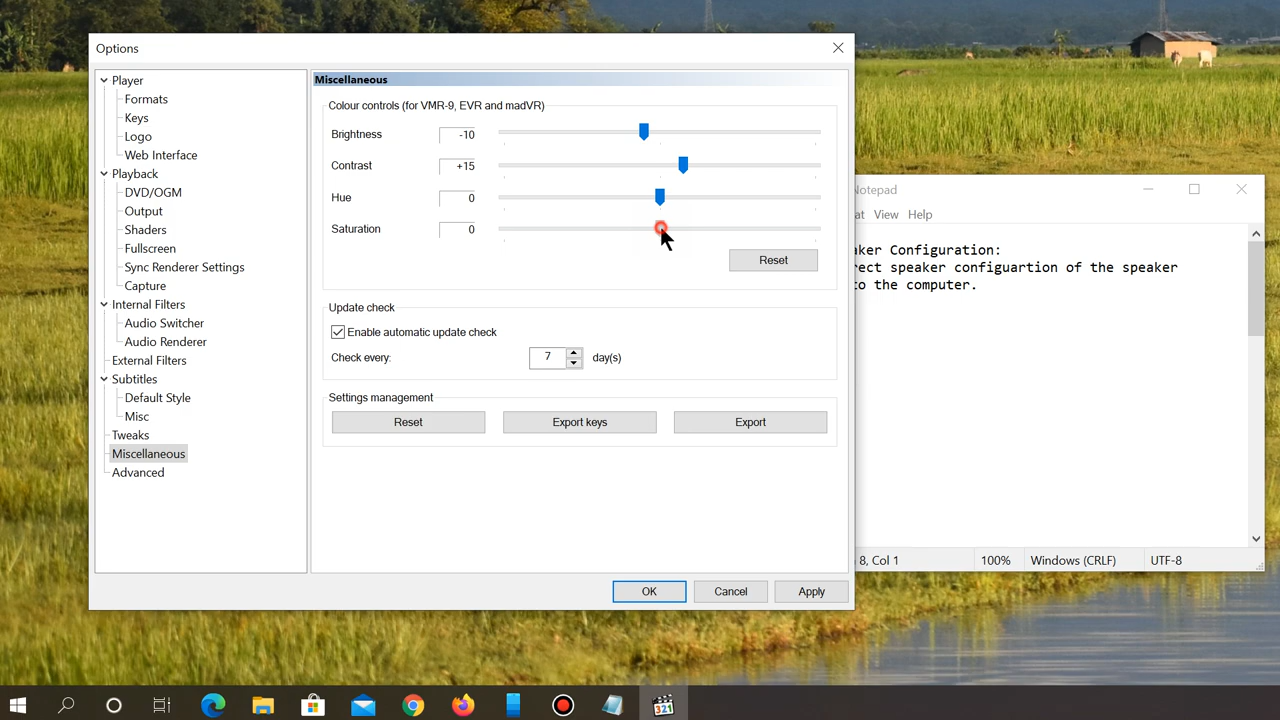 Options
Player
Formats
Keys
Logo
Web Interface
Playback
DVD/OGM
Output
Shaders
Fullscreen
Sync Renderer Settings
Capture
Internal Filters
Audio Switcher
Audio Renderer
External Filters
Subtitles
Default Style
Misc
Tweaks
Miscellaneous
Advanced
Miscellaneous
Colour controls (for VMR-9, EVR and madVR)
Brightness -10
Contrast +15
Hue 0
Saturation 0
Reset
Update check
Enable automatic update check
Check every: 7 day(s)
Settings management
Reset Export keys Export
OK Cancel Apply
Notepad
at View Help
aker Configuration:
rect speaker configuartion of the speaker
to the computer.
8, Col 1 100% Windows (CRLF) UTF-8
321